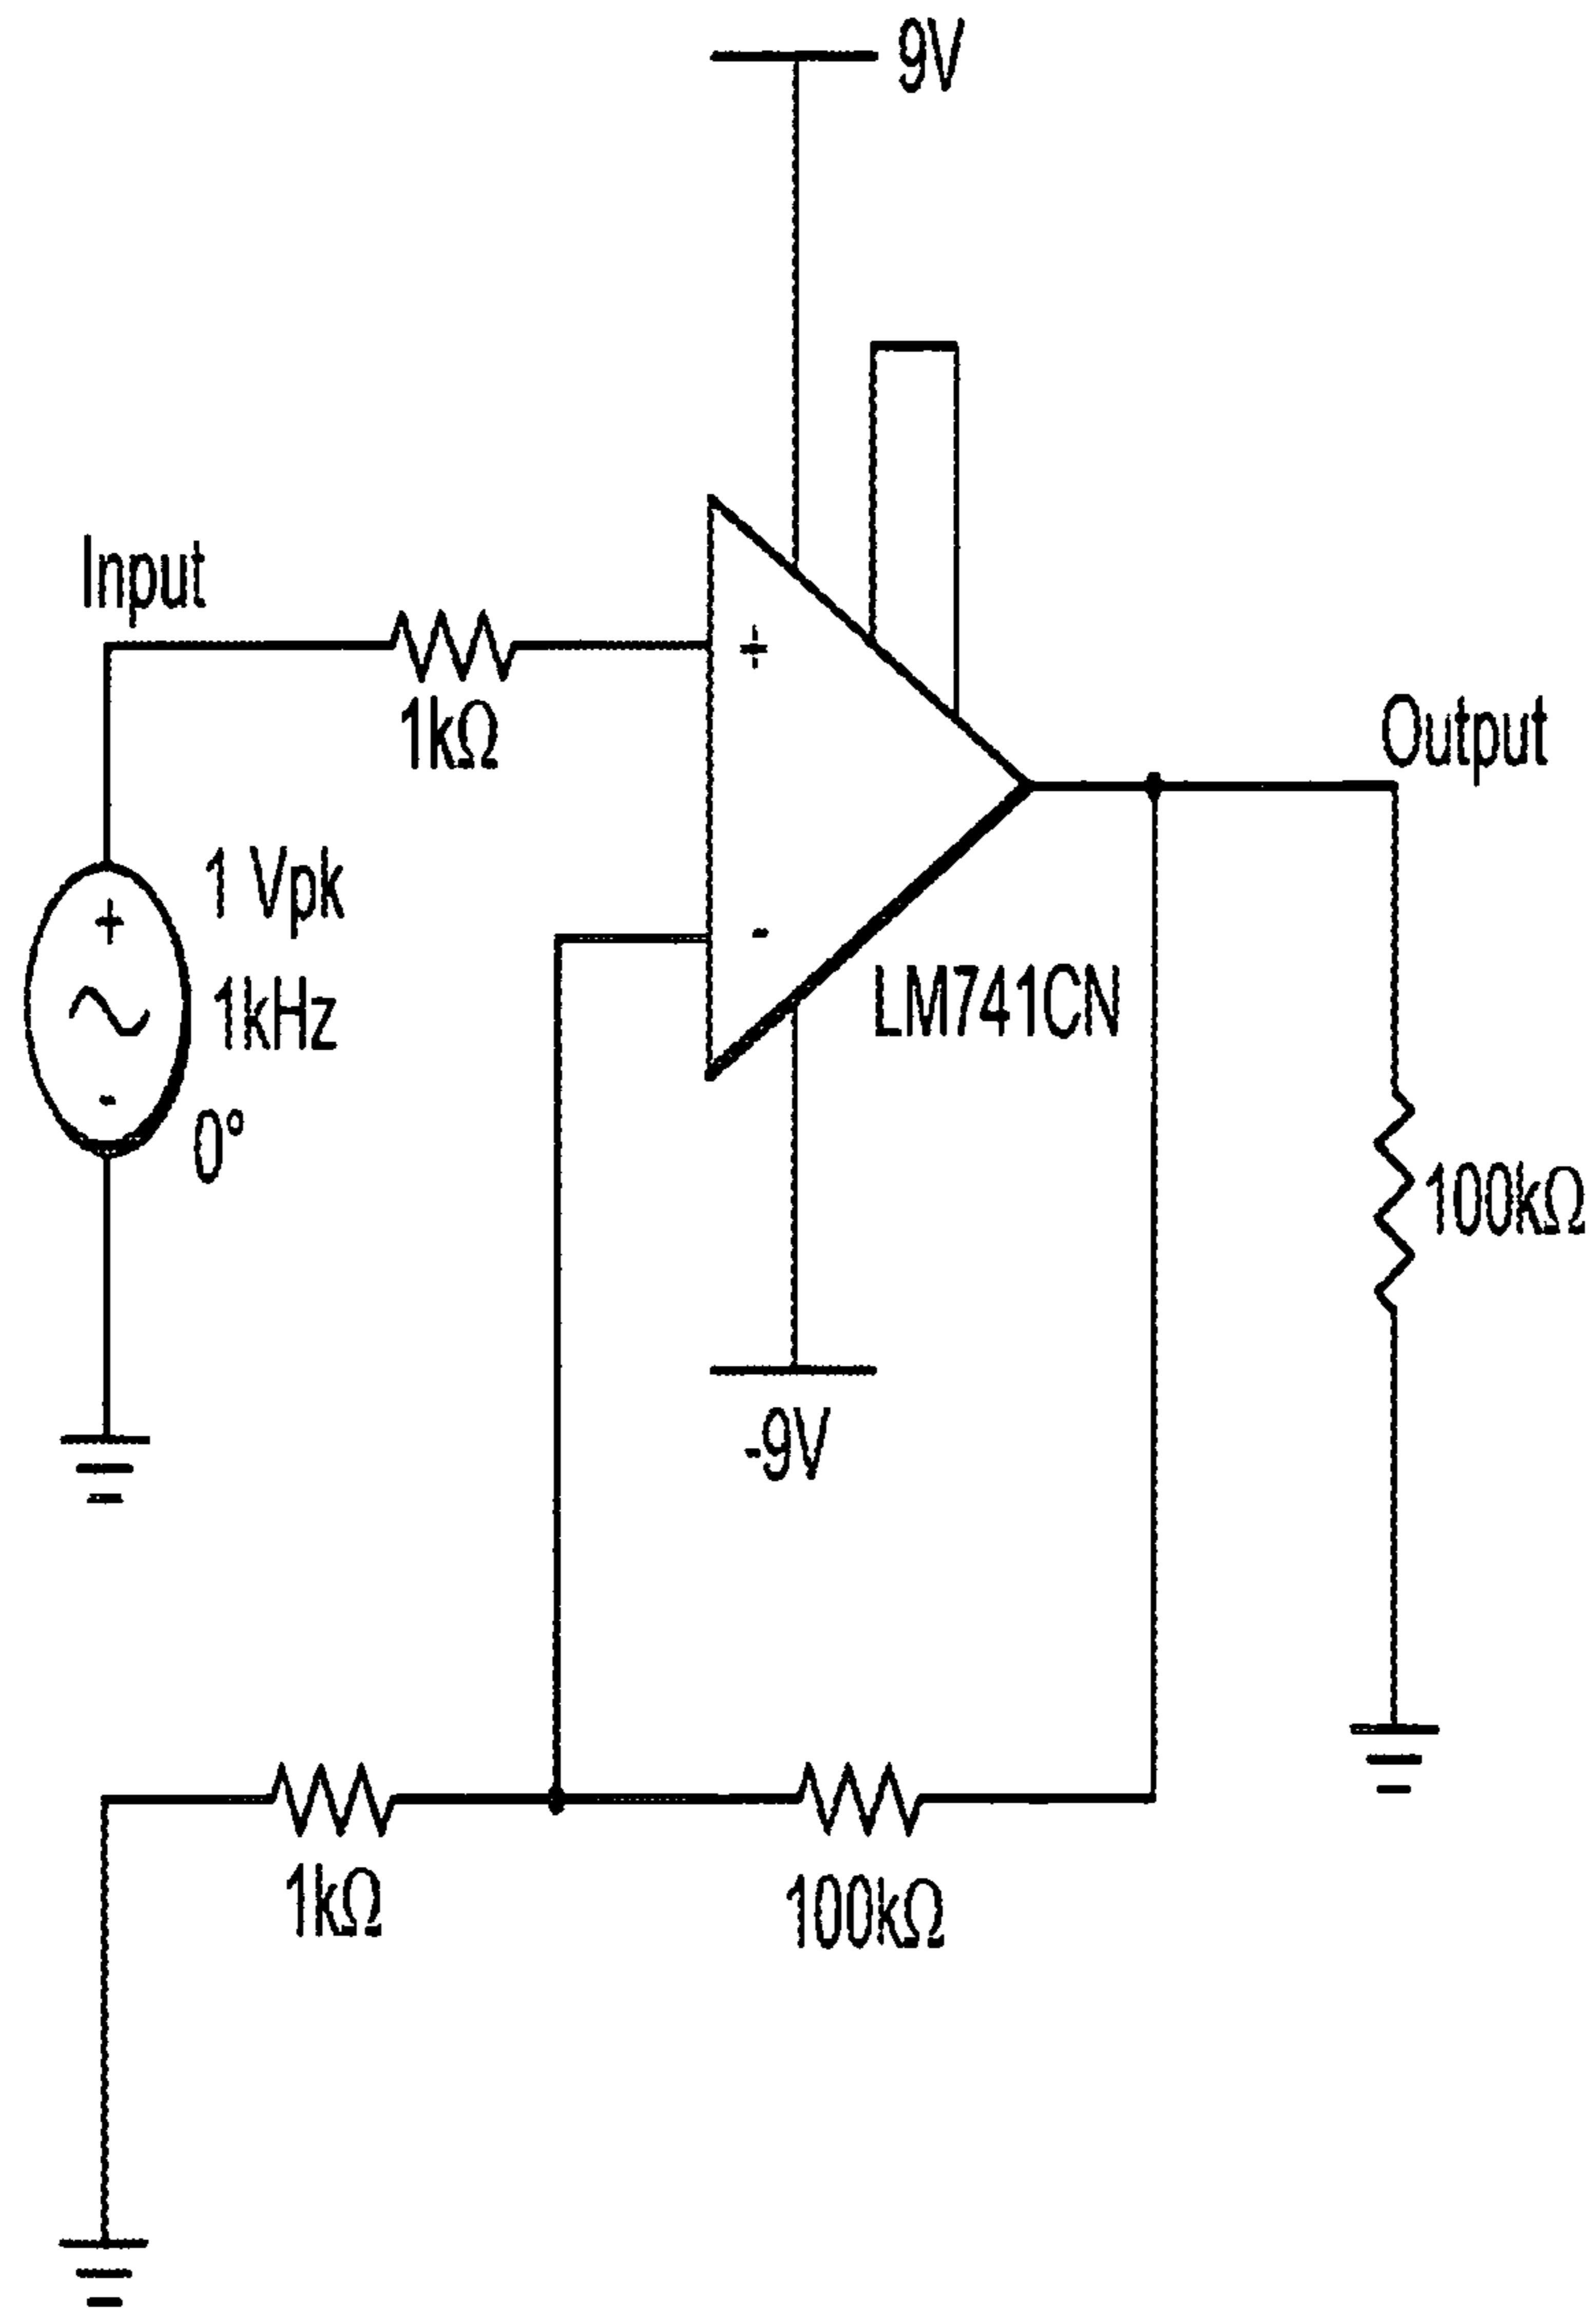 9V
Input
+
1kΩ
Output
1 Vpk
+
-
1kHz
LM741CN
-
0°
100kΩ
-9V
1kΩ
100kΩ